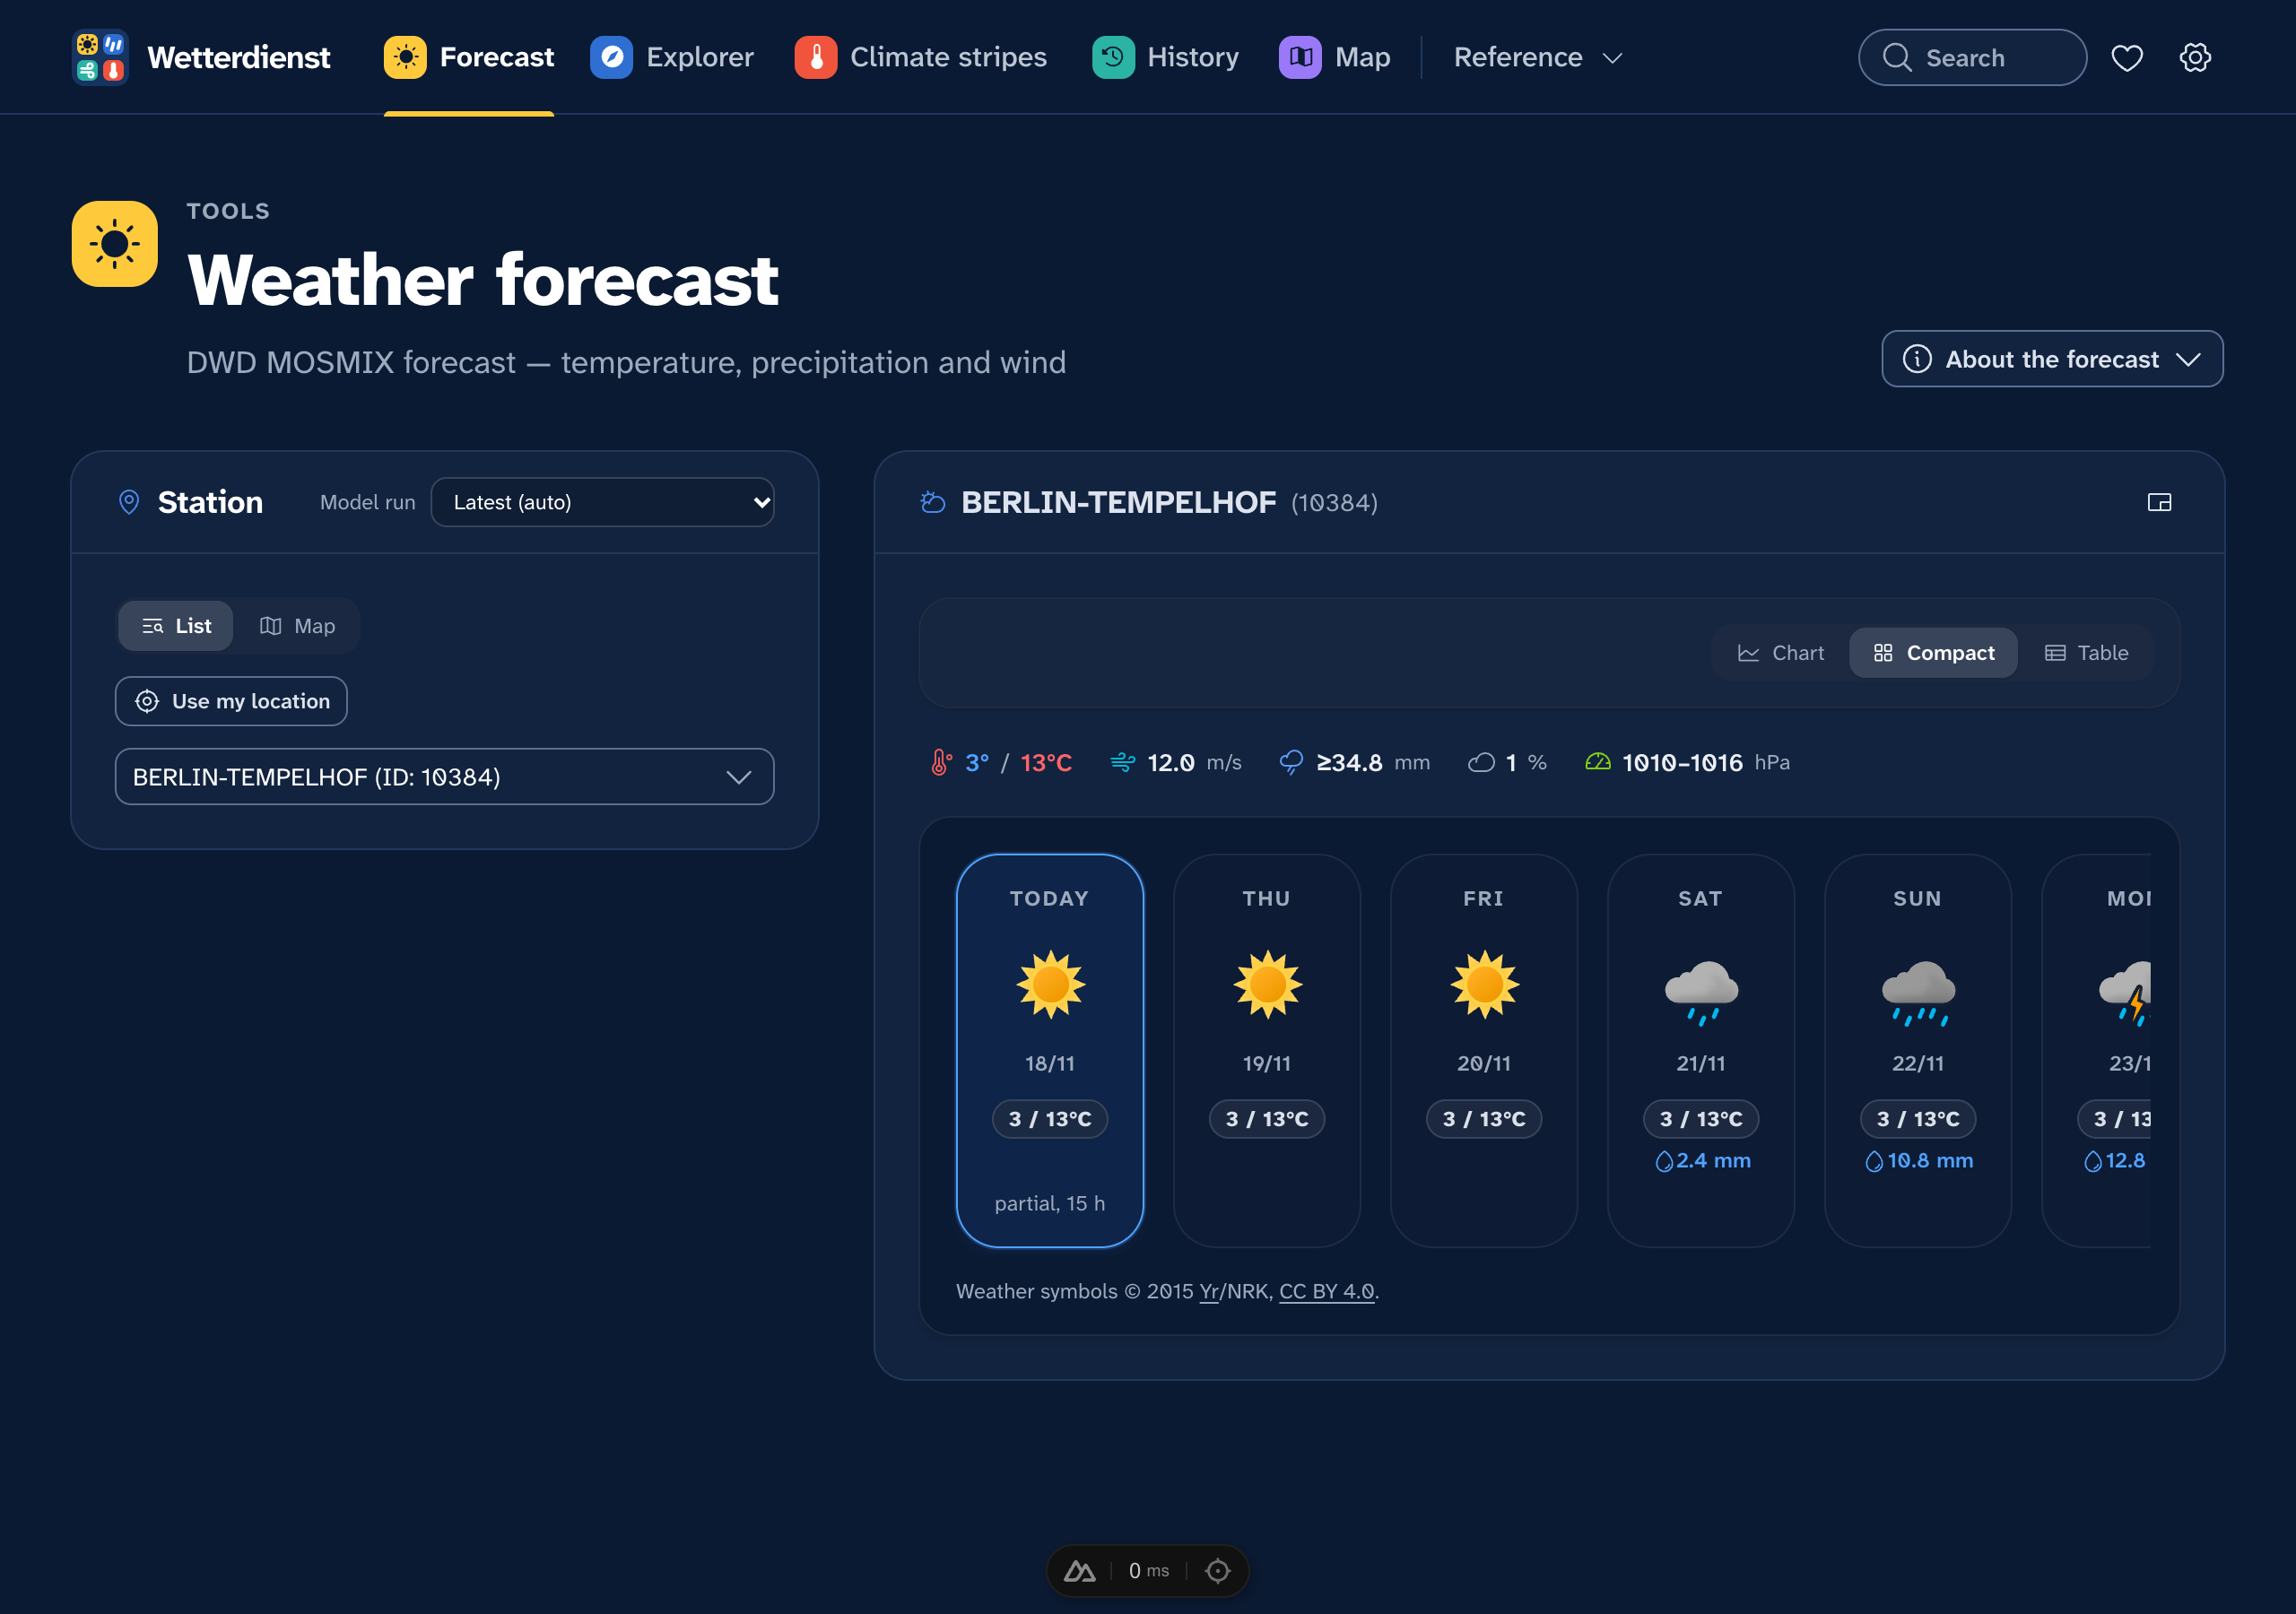 Wetterdienst Forecast Explorer Climate stripes History Map Reference Search
TOOLS
Weather forecast
DWD MOSMIX forecast — temperature, precipitation and wind
About the forecast
Station Model run Latest (auto)
List Map
Use my location
BERLIN-TEMPELHOF (ID: 10384)
BERLIN-TEMPELHOF (10384)
Chart Compact Table
3° / 13°C 12.0 m/s ≥34.8 mm 1 % 1010–1016 hPa
TODAY THU FRI SAT SUN MON
18/11 19/11 20/11 21/11 22/11 23/1
3 / 13°C 3 / 13°C 3 / 13°C 3 / 13°C 3 / 13°C 3 / 13
2.4 mm 10.8 mm 12.8
partial, 15 h
Weather symbols © 2015 Yr/NRK, CC BY 4.0.
0 ms